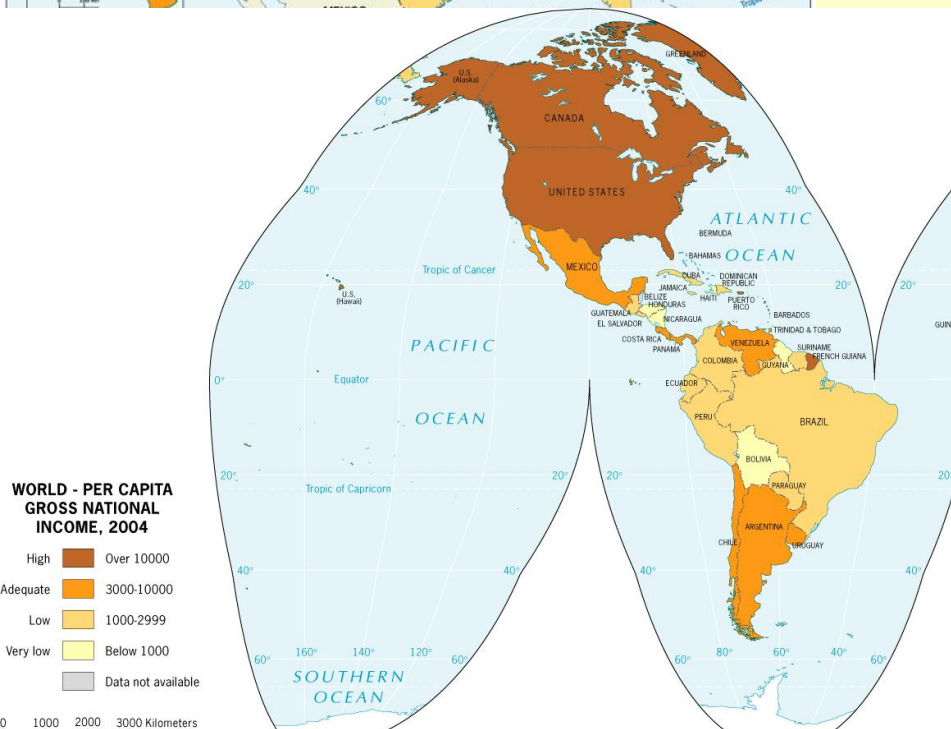 MEXICO
GREENLAND
U.S.
(Alaska)
60°
CANADA
40°
UNITED STATES
40°
ATLANTIC
OCEAN
BERMUDA
BAHAMAS
Tropic of Cancer
MEXICO
CUBA
DOMINICAN
REPUBLIC
20°
20°
20°
JAMAICA
HAITI
PUERTO
RICO
U.S.
(Hawaii)
BELIZE
HONDURAS
GUATEMALA
EL SALVADOR
NICARAGUA
BARBADOS
TRINIDAD & TOBAGO
COSTA RICA
PANAMA
VENEZUELA
GUYANA
SURINAME
FRENCH GUIANA
COLOMBIA
PACIFIC
OCEAN
0°
Equator
0°
ECUADOR
PERU
BRAZIL
BOLIVIA
20°
20°
20°
20°
Tropic of Capricorn
PARAGUAY
CHILE
ARGENTINA
URUGUAY
40°
40°
40°
40°
60°
160°
140°
120°
60°
60°
80°
60°
40°
60°
SOUTHERN
OCEAN
WORLD - PER CAPITA
GROSS NATIONAL
INCOME, 2004
High Over 10000
Adequate 3000-10000
Low 1000-2999
Very low Below 1000
Data not available
0 1000 2000 3000 Kilometers